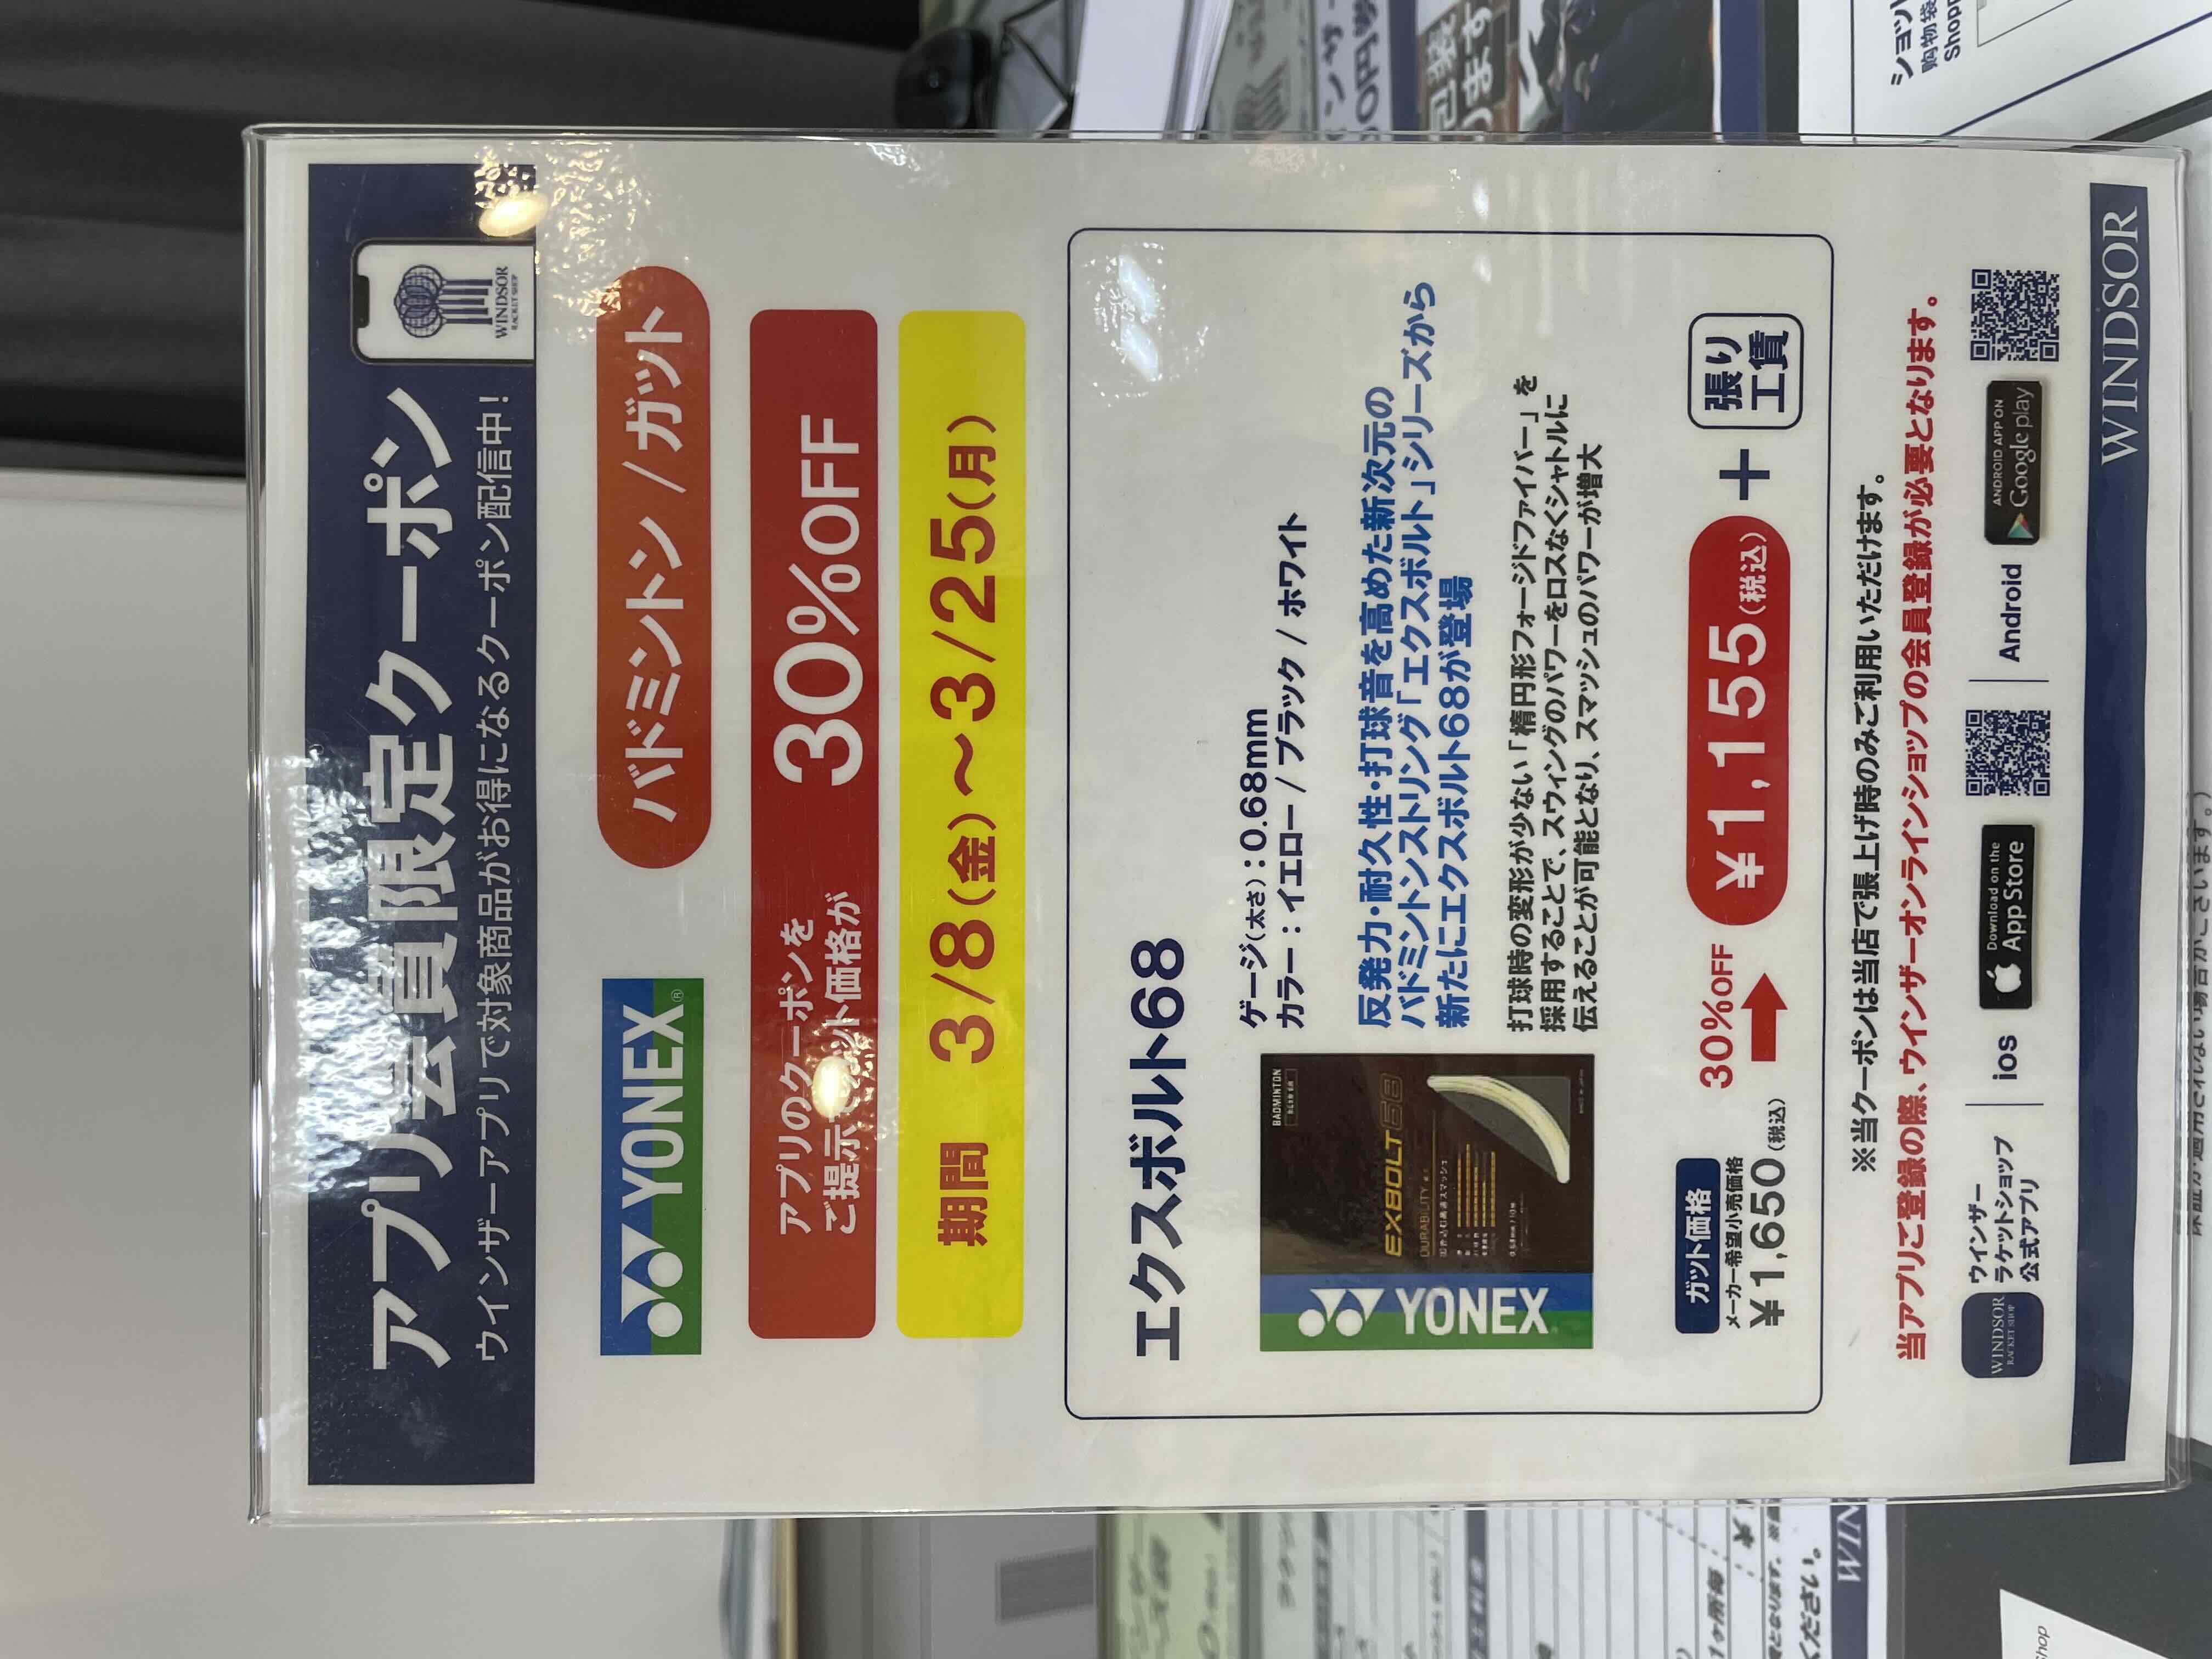 アプリ会員限定クーポン
ウインザーアプリで対象商品がお得になるクーポン配信中!
WINDSOR
RACKET SHOP
YONEX®
バドミントン / ガット
アプリのクーポンを
ご提示でガット価格が
30%OFF
期間 3/8(金)～3/25(月)
エクスボルト68
ゲージ(太さ):0.68mm
カラー:イエロー / ブラック / ホワイト
反発力・耐久性・打球音を高めた新次元の
バドミントンストリング「エクスボルト」シリーズから
新たにエクスボルト68が登場
打球時の変形が少ない「楕円形フォージドファイバー」を
採用することで、スウィングのパワーをロスなくシャトルに
伝えることが可能となり、スマッシュのパワーが増大
BADMINTON
EXBOLT68
DURABILITY
YONEX
ガット価格
メーカー希望小売価格
¥1,650(税込)
30%OFF
¥1,155(税込)
+
張り
工賃
※当クーポンは当店で張上げ時のみご利用いただけます。
当アプリご登録の際、ウインザーオンラインショップの会員登録が必要となります。
WINDSOR
RACKET SHOP
ウインザー
ラケットショップ
公式アプリ
ios
Download on the
App Store
Android
ANDROID APP ON
Google play
WINDSOR
ショッ
购物袋
Shop
ください。